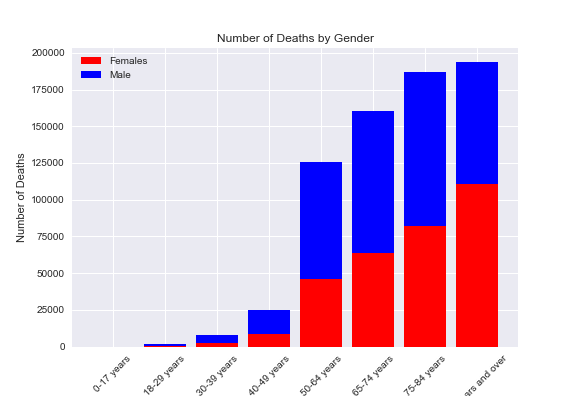 Number of Deaths by Gender
Females
Male
Number of Deaths
200000
175000
150000
125000
100000
75000
50000
25000
0
0-17 years
18-29 years
30-39 years
40-49 years
50-64 years
65-74 years
75-84 years
and over